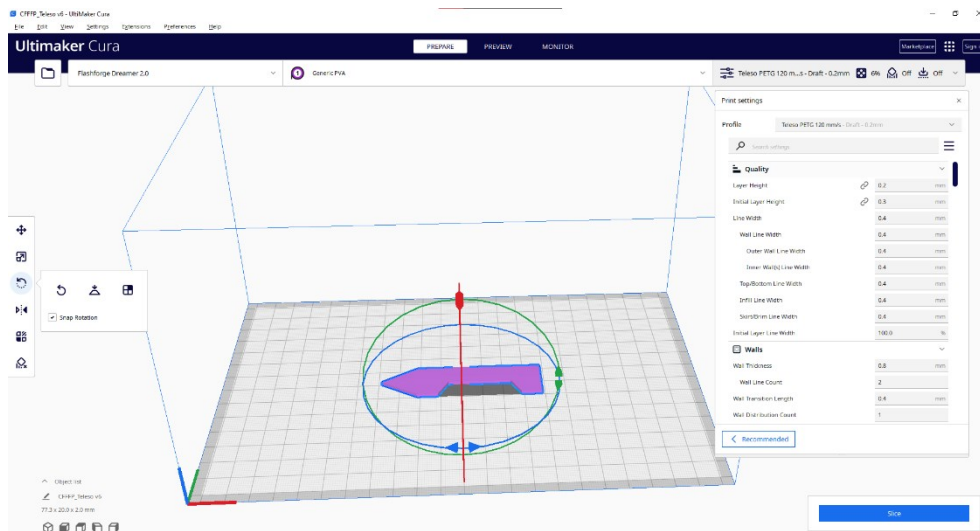 CFFFP_Teleso v6 - UltiMaker Cura
File Edit View Settings Extensions Preferences Help
Ultimaker Cura
PREPARE PREVIEW MONITOR
Marketplace Sign
Flashforge Dreamer 2.0
1 Generic PVA
Teleso PETG 120 m...s - Draft - 0.2mm 6% Off Off
Print settings
Profile Teleso PETG 120 mm/s - Draft - 0.2mm
Search settings
Quality
Layer Height 0.2 mm
Initial Layer Height 0.3 mm
Line Width 0.4 mm
Wall Line Width 0.4 mm
Outer Wall Line Width 0.4 mm
Inner Wall(s) Line Width 0.4 mm
Top/Bottom Line Width 0.4 mm
Infill Line Width 0.4 mm
Skirt/Brim Line Width 0.4 mm
Initial Layer Line Width 100.0 %
Walls
Wall Thickness 0.8 mm
Wall Line Count 2
Wall Transition Length 0.4 mm
Wall Distribution Count 1
Recommended
Snap Rotation
Object list
CFFFP_Teleso v6
77.3 x 20.0 x 2.0 mm
Slice